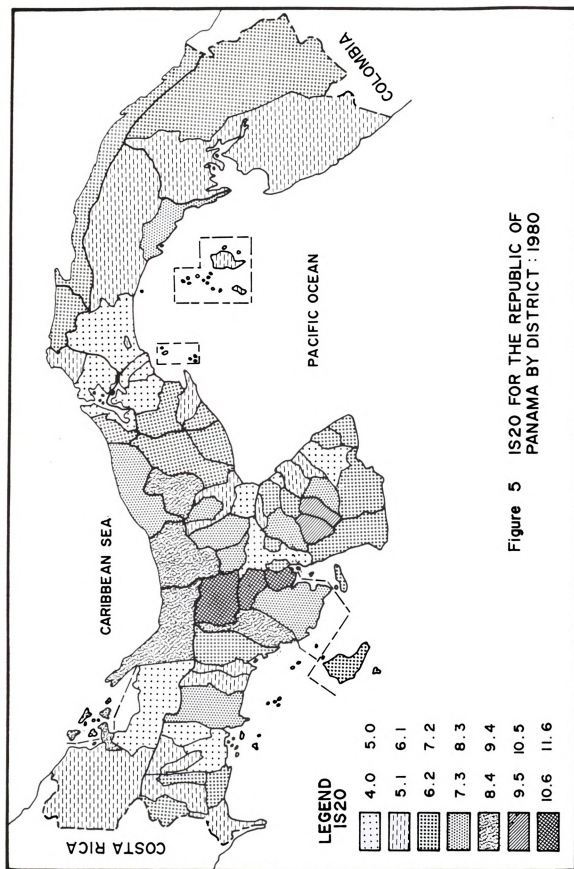 COSTA RICA
CARIBBEAN SEA
COLOMBIA
PACIFIC OCEAN
LEGEND
IS20
4.0 5.0
5.1 6.1
6.2 7.2
7.3 8.3
8.4 9.4
9.5 10.5
10.6 11.6
Figure 5 IS20 FOR THE REPUBLIC OF
PANAMA BY DISTRICT: 1980